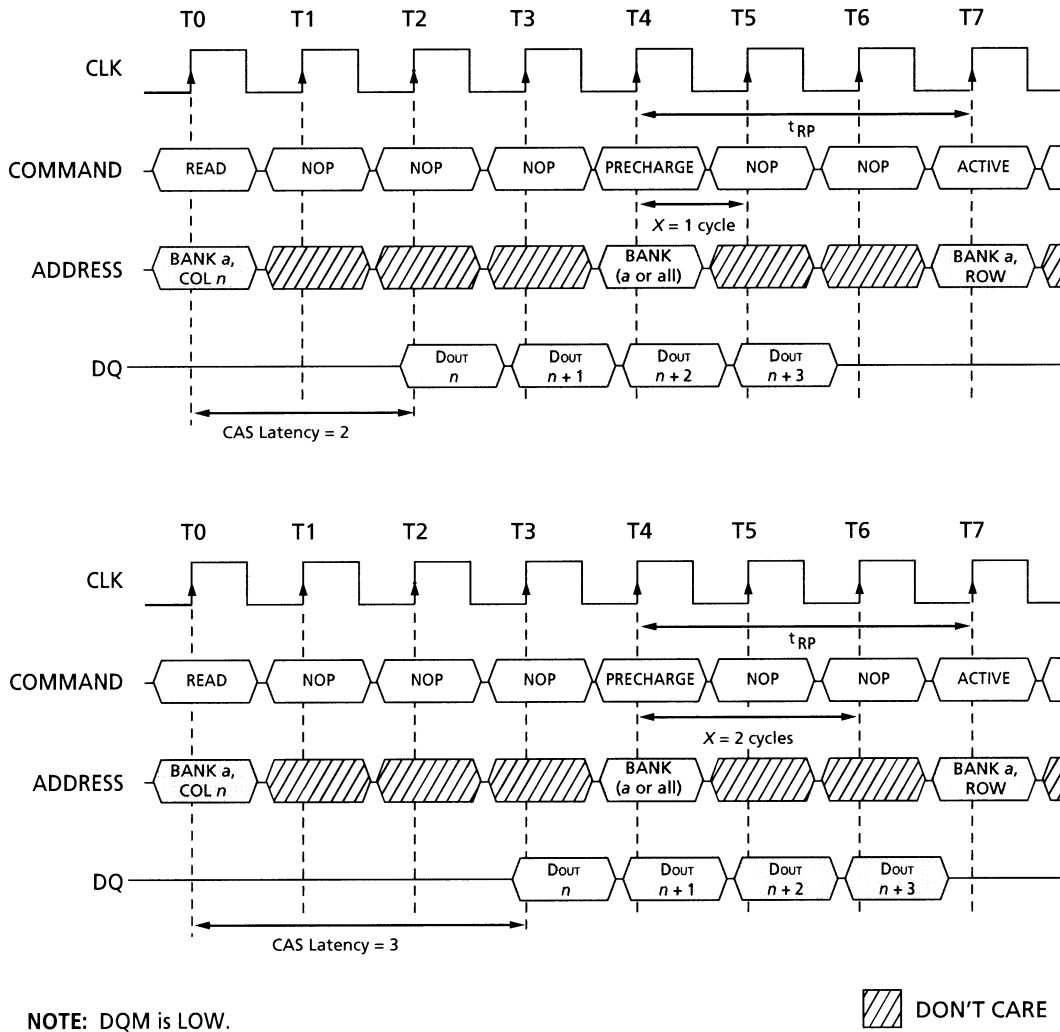 T0 T1 T2 T3 T4 T5 T6 T7
CLK
tRP
COMMAND READ NOP NOP NOP PRECHARGE NOP NOP ACTIVE
X = 1 cycle
ADDRESS BANK a, COL n BANK (a or all) BANK a, ROW
DQ DOUT n DOUT n + 1 DOUT n + 2 DOUT n + 3
CAS Latency = 2
T0 T1 T2 T3 T4 T5 T6 T7
CLK
tRP
COMMAND READ NOP NOP NOP PRECHARGE NOP NOP ACTIVE
X = 2 cycles
ADDRESS BANK a, COL n BANK (a or all) BANK a, ROW
DQ DOUT n DOUT n + 1 DOUT n + 2 DOUT n + 3
CAS Latency = 3
NOTE: DQM is LOW.
DON'T CARE